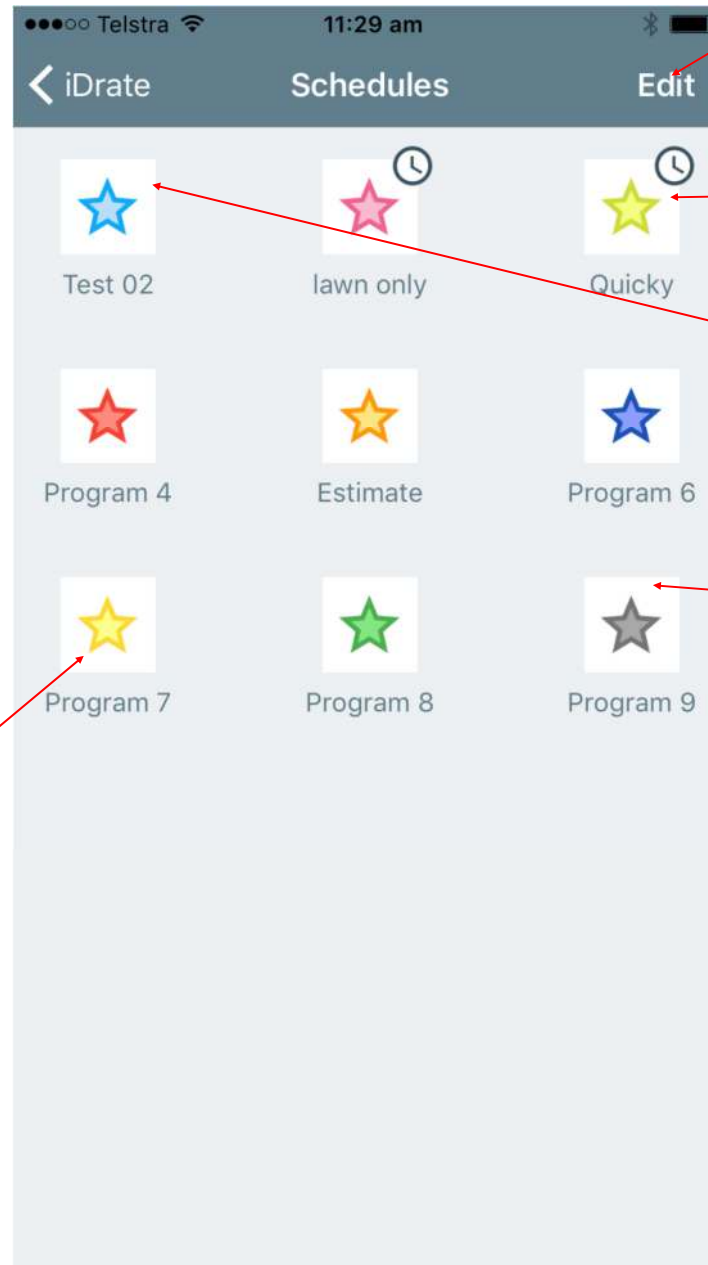 Telstra 11:29 am
iDrate Schedules Edit
Test 02 lawn only Quicky
Program 4 Estimate Program 6
Program 7 Program 8 Program 9